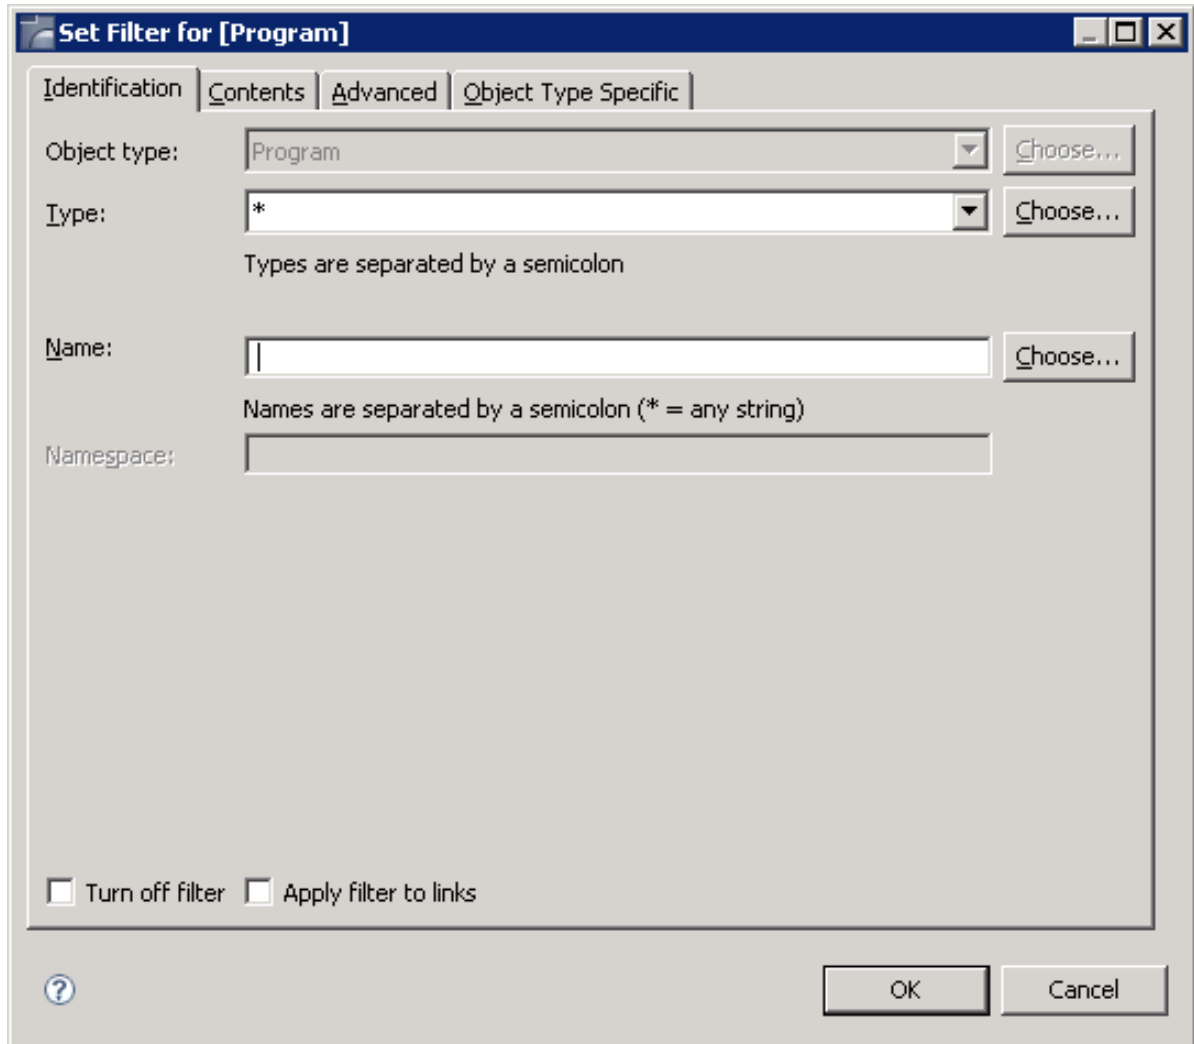 Set Filter for [Program]
Identification Contents Advanced Object Type Specific
Object type: Program Choose...
Type: * Choose...
Types are separated by a semicolon
Name: Choose...
Names are separated by a semicolon (* = any string)
Namespace:
Turn off filter Apply filter to links
? OK Cancel